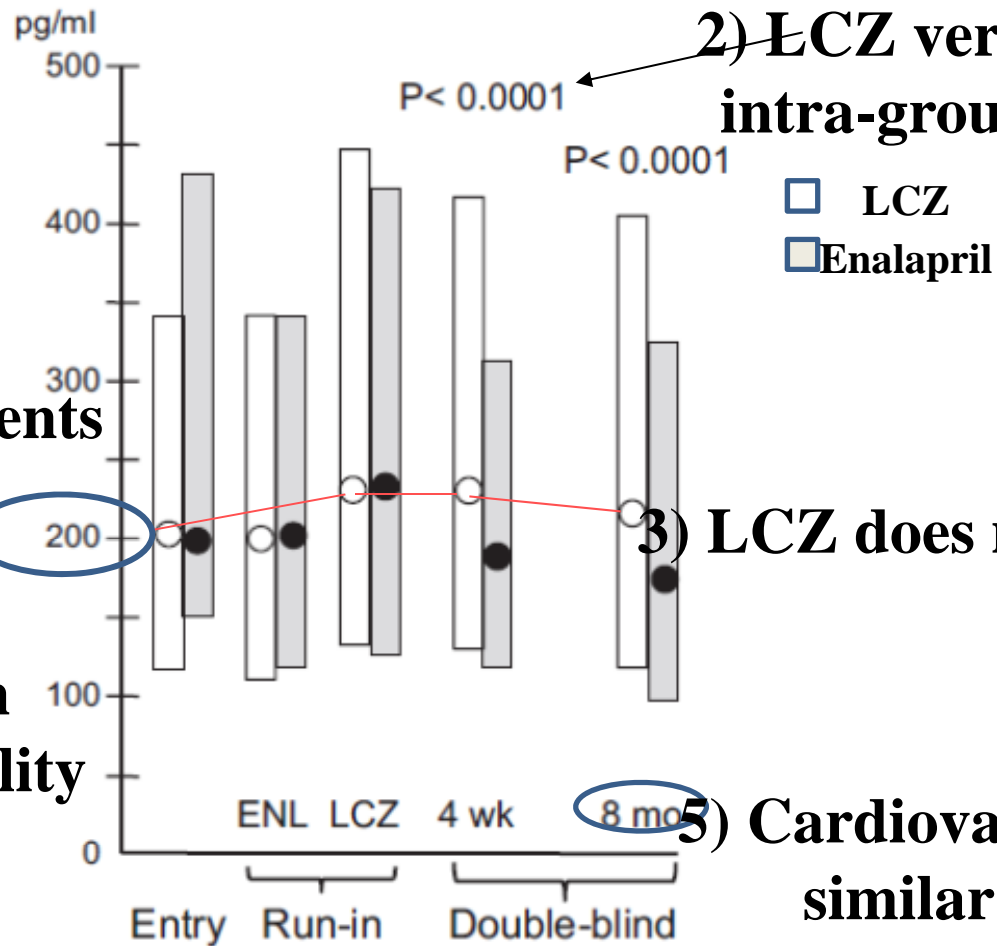 pg/ml
500
400
300
200
100
0
P< 0.0001
P< 0.0001
2) LCZ ver
intra-grou
LCZ
Enalapril
ents
3) LCZ does
lity
ENL LCZ 4 wk 8 mo
5) Cardiova
similar
Entry Run-in Double-blind